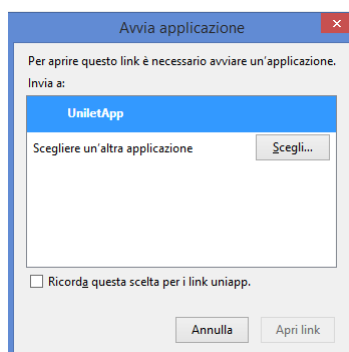 Avvia applicazione
Per aprire questo link è necessario avviare un'applicazione.
Invia a:
UniletApp
Scegliere un'altra applicazione
Scegli...
Ricorda questa scelta per i link uniapp.
Annulla
Apri link